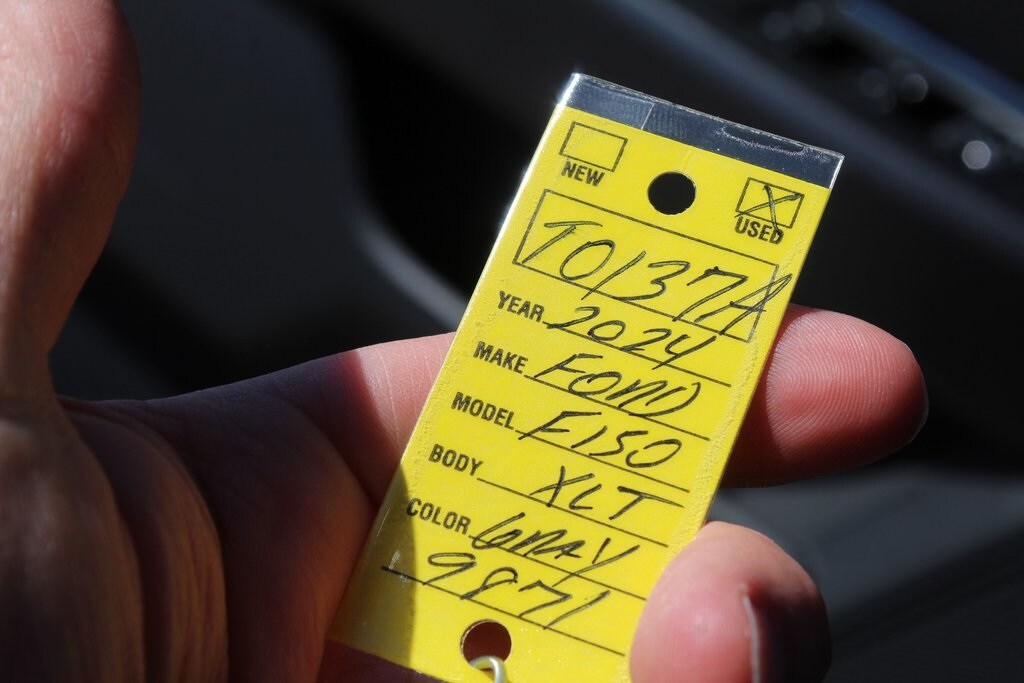 NEW USED
T0137A
YEAR 2024
MAKE FORD
MODEL F150
BODY XLT
COLOR GRAY
9871